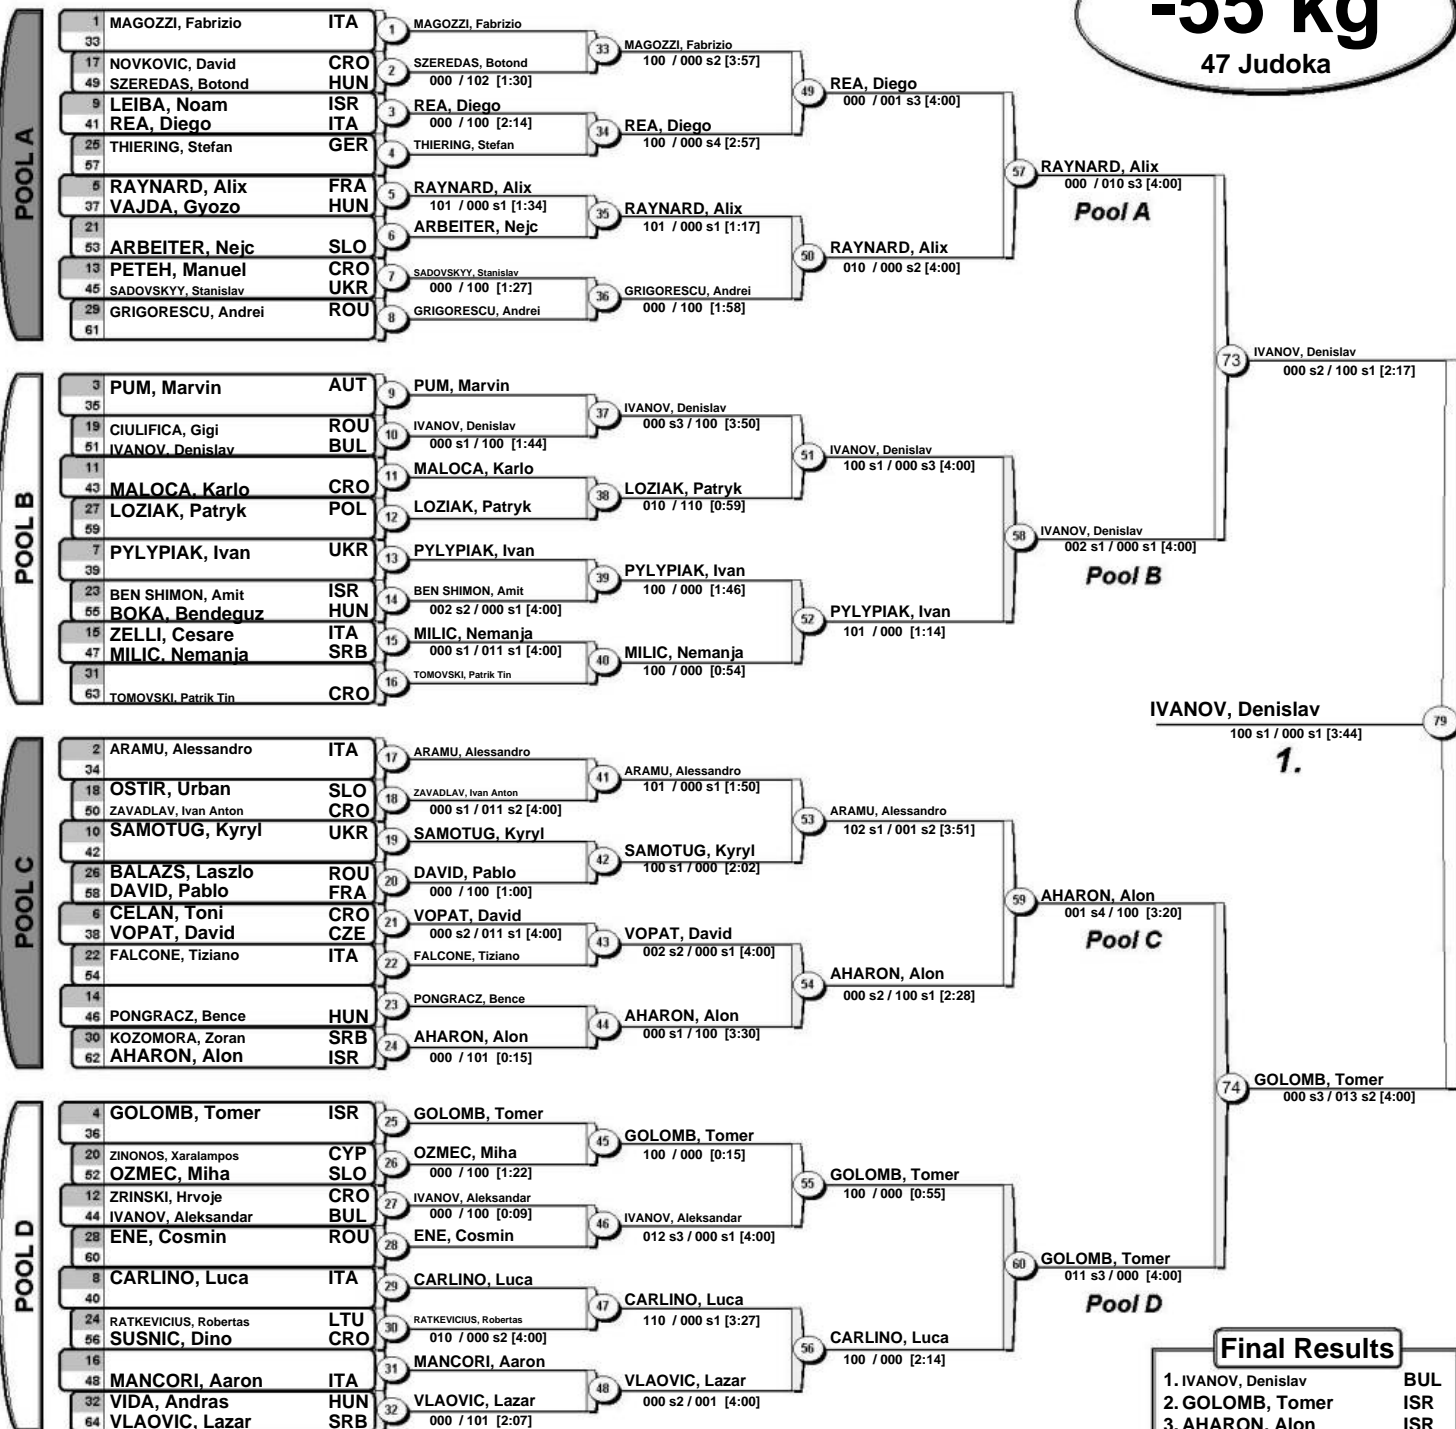 -55 kg
47 Judoka
POOL A
1 MAGOZZI, Fabrizio ITA
33
17 NOVKOVIC, David CRO
49 SZEREDAS, Botond HUN
9 LEIBA, Noam ISR
41 REA, Diego ITA
25 THIERING, Stefan GER
57
5 RAYNARD, Alix FRA
37 VAJDA, Gyozo HUN
21
53 ARBEITER, Nejc SLO
13 PETEH, Manuel CRO
45 SADOVSKYY, Stanislav UKR
29 GRIGORESCU, Andrei ROU
61
1 MAGOZZI, Fabrizio
2 SZEREDAS, Botond
000 / 102 [1:30]
3 REA, Diego
000 / 100 [2:14]
4 THIERING, Stefan
5 RAYNARD, Alix
101 / 000 s1 [1:34]
6 ARBEITER, Nejc
7 SADOVSKYY, Stanislav
000 / 100 [1:27]
8 GRIGORESCU, Andrei
33 MAGOZZI, Fabrizio
100 / 000 s2 [3:57]
34 REA, Diego
100 / 000 s4 [2:57]
35 RAYNARD, Alix
101 / 000 s1 [1:17]
36 GRIGORESCU, Andrei
000 / 100 [1:58]
49 REA, Diego
000 / 001 s3 [4:00]
50 RAYNARD, Alix
010 / 000 s2 [4:00]
57 RAYNARD, Alix
000 / 010 s3 [4:00]
Pool A
POOL B
3 PUM, Marvin AUT
35
19 CIULIFICA, Gigi ROU
51 IVANOV, Denislav BUL
11
43 MALOCA, Karlo CRO
27 LOZIAK, Patryk POL
59
7 PYLYPIAK, Ivan UKR
39
23 BEN SHIMON, Amit ISR
55 BOKA, Bendeguz HUN
15 ZELLI, Cesare ITA
47 MILIC, Nemanja SRB
31
63 TOMOVSKI, Patrik Tin CRO
9 PUM, Marvin
10 IVANOV, Denislav
000 s1 / 100 [1:44]
11 MALOCA, Karlo
12 LOZIAK, Patryk
13 PYLYPIAK, Ivan
14 BEN SHIMON, Amit
002 s2 / 000 s1 [4:00]
15 MILIC, Nemanja
000 s1 / 011 s1 [4:00]
16 TOMOVSKI, Patrik Tin
37 IVANOV, Denislav
000 s3 / 100 [3:50]
38 LOZIAK, Patryk
010 / 110 [0:59]
39 PYLYPIAK, Ivan
100 / 000 [1:46]
40 MILIC, Nemanja
100 / 000 [0:54]
51 IVANOV, Denislav
100 s1 / 000 s3 [4:00]
52 PYLYPIAK, Ivan
101 / 000 [1:14]
58 IVANOV, Denislav
002 s1 / 000 s1 [4:00]
Pool B
73 IVANOV, Denislav
000 s2 / 100 s1 [2:17]
IVANOV, Denislav
79
100 s1 / 000 s1 [3:44]
1.
POOL C
2 ARAMU, Alessandro ITA
34
18 OSTIR, Urban SLO
50 ZAVADLAV, Ivan Anton CRO
10 SAMOTUG, Kyryl UKR
42
26 BALAZS, Laszlo ROU
58 DAVID, Pablo FRA
6 CELAN, Toni CRO
38 VOPAT, David CZE
22 FALCONE, Tiziano ITA
54
14
46 PONGRACZ, Bence HUN
30 KOZOMORA, Zoran SRB
62 AHARON, Alon ISR
17 ARAMU, Alessandro
18 ZAVADLAV, Ivan Anton
000 s1 / 011 s2 [4:00]
19 SAMOTUG, Kyryl
20 DAVID, Pablo
000 / 100 [1:00]
21 VOPAT, David
000 s2 / 011 s1 [4:00]
22 FALCONE, Tiziano
23 PONGRACZ, Bence
24 AHARON, Alon
000 / 101 [0:15]
41 ARAMU, Alessandro
101 / 000 s1 [1:50]
42 SAMOTUG, Kyryl
100 s1 / 000 [2:02]
43 VOPAT, David
002 s2 / 000 s1 [4:00]
44 AHARON, Alon
000 s1 / 100 [3:30]
53 ARAMU, Alessandro
102 s1 / 001 s2 [3:51]
54 AHARON, Alon
000 s2 / 100 s1 [2:28]
59 AHARON, Alon
001 s4 / 100 [3:20]
Pool C
POOL D
4 GOLOMB, Tomer ISR
36
20 ZINONOS, Xaralampos CYP
52 OZMEC, Miha SLO
12 ZRINSKI, Hrvoje CRO
44 IVANOV, Aleksandar BUL
28 ENE, Cosmin ROU
60
8 CARLINO, Luca ITA
40
24 RATKEVICIUS, Robertas LTU
56 SUSNIC, Dino CRO
16
48 MANCORI, Aaron ITA
32 VIDA, Andras HUN
64 VLAOVIC, Lazar SRB
25 GOLOMB, Tomer
26 OZMEC, Miha
000 / 100 [1:22]
27 IVANOV, Aleksandar
000 / 100 [0:09]
28 ENE, Cosmin
29 CARLINO, Luca
30 RATKEVICIUS, Robertas
010 / 000 s2 [4:00]
31 MANCORI, Aaron
32 VLAOVIC, Lazar
000 / 101 [2:07]
45 GOLOMB, Tomer
100 / 000 [0:15]
46 IVANOV, Aleksandar
012 s3 / 000 s1 [4:00]
47 CARLINO, Luca
110 / 000 s1 [3:27]
48 VLAOVIC, Lazar
000 s2 / 001 [4:00]
55 GOLOMB, Tomer
100 / 000 [0:55]
56 CARLINO, Luca
100 / 000 [2:14]
60 GOLOMB, Tomer
011 s3 / 000 [4:00]
Pool D
74 GOLOMB, Tomer
000 s3 / 013 s2 [4:00]
Final Results
1. IVANOV, Denislav BUL
2. GOLOMB, Tomer ISR
3. AHARON, Alon ISR